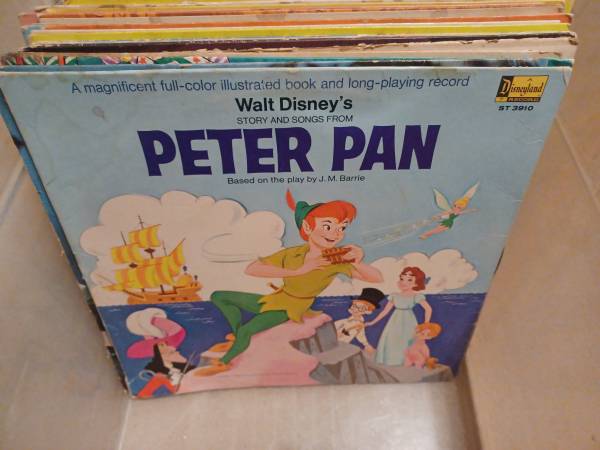 A magnificent full-color illustrated book and long-playing record
Disneyland
RECORD
ST 3910
Walt Disney's
STORY AND SONGS FROM
PETER PAN
Based on the play by J. M. Barrie